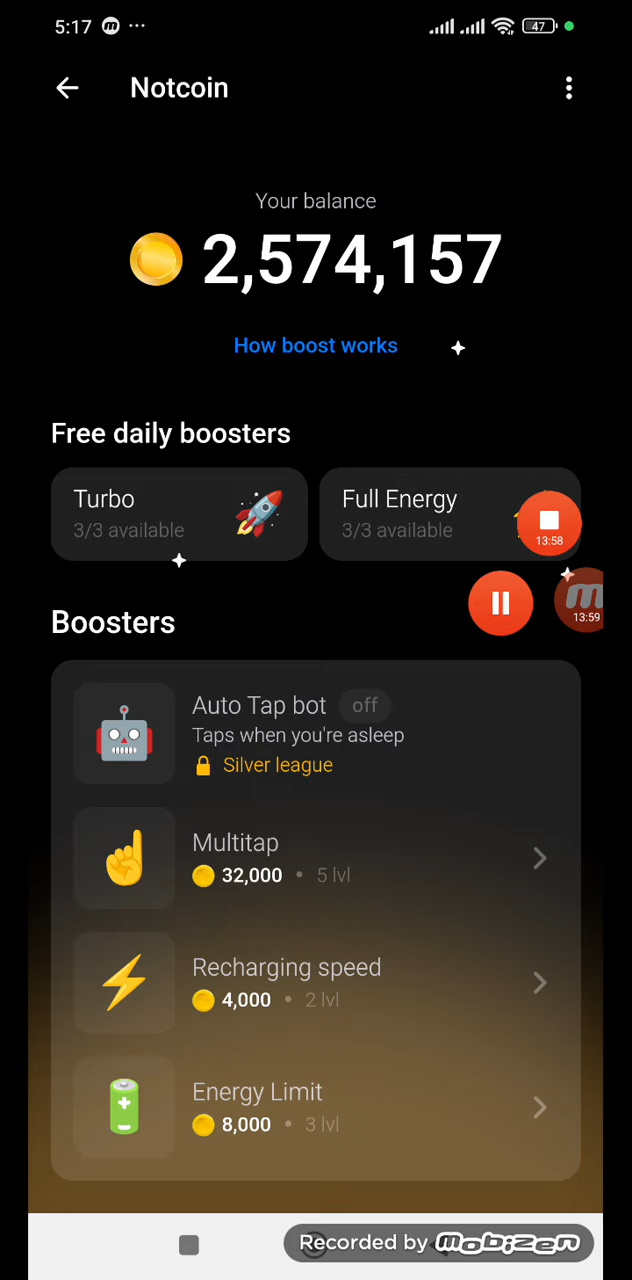 5:17
47
Notcoin
Your balance
2,574,157
How boost works
Free daily boosters
Turbo
3/3 available
Full Energy
3/3 available
13:58
13:59
Boosters
Auto Tap bot off
Taps when you're asleep
Silver league
Multitap
32,000 • 5 lvl
Recharging speed
4,000 • 2 lvl
Energy Limit
8,000 • 3 lvl
Recorded by mobizen